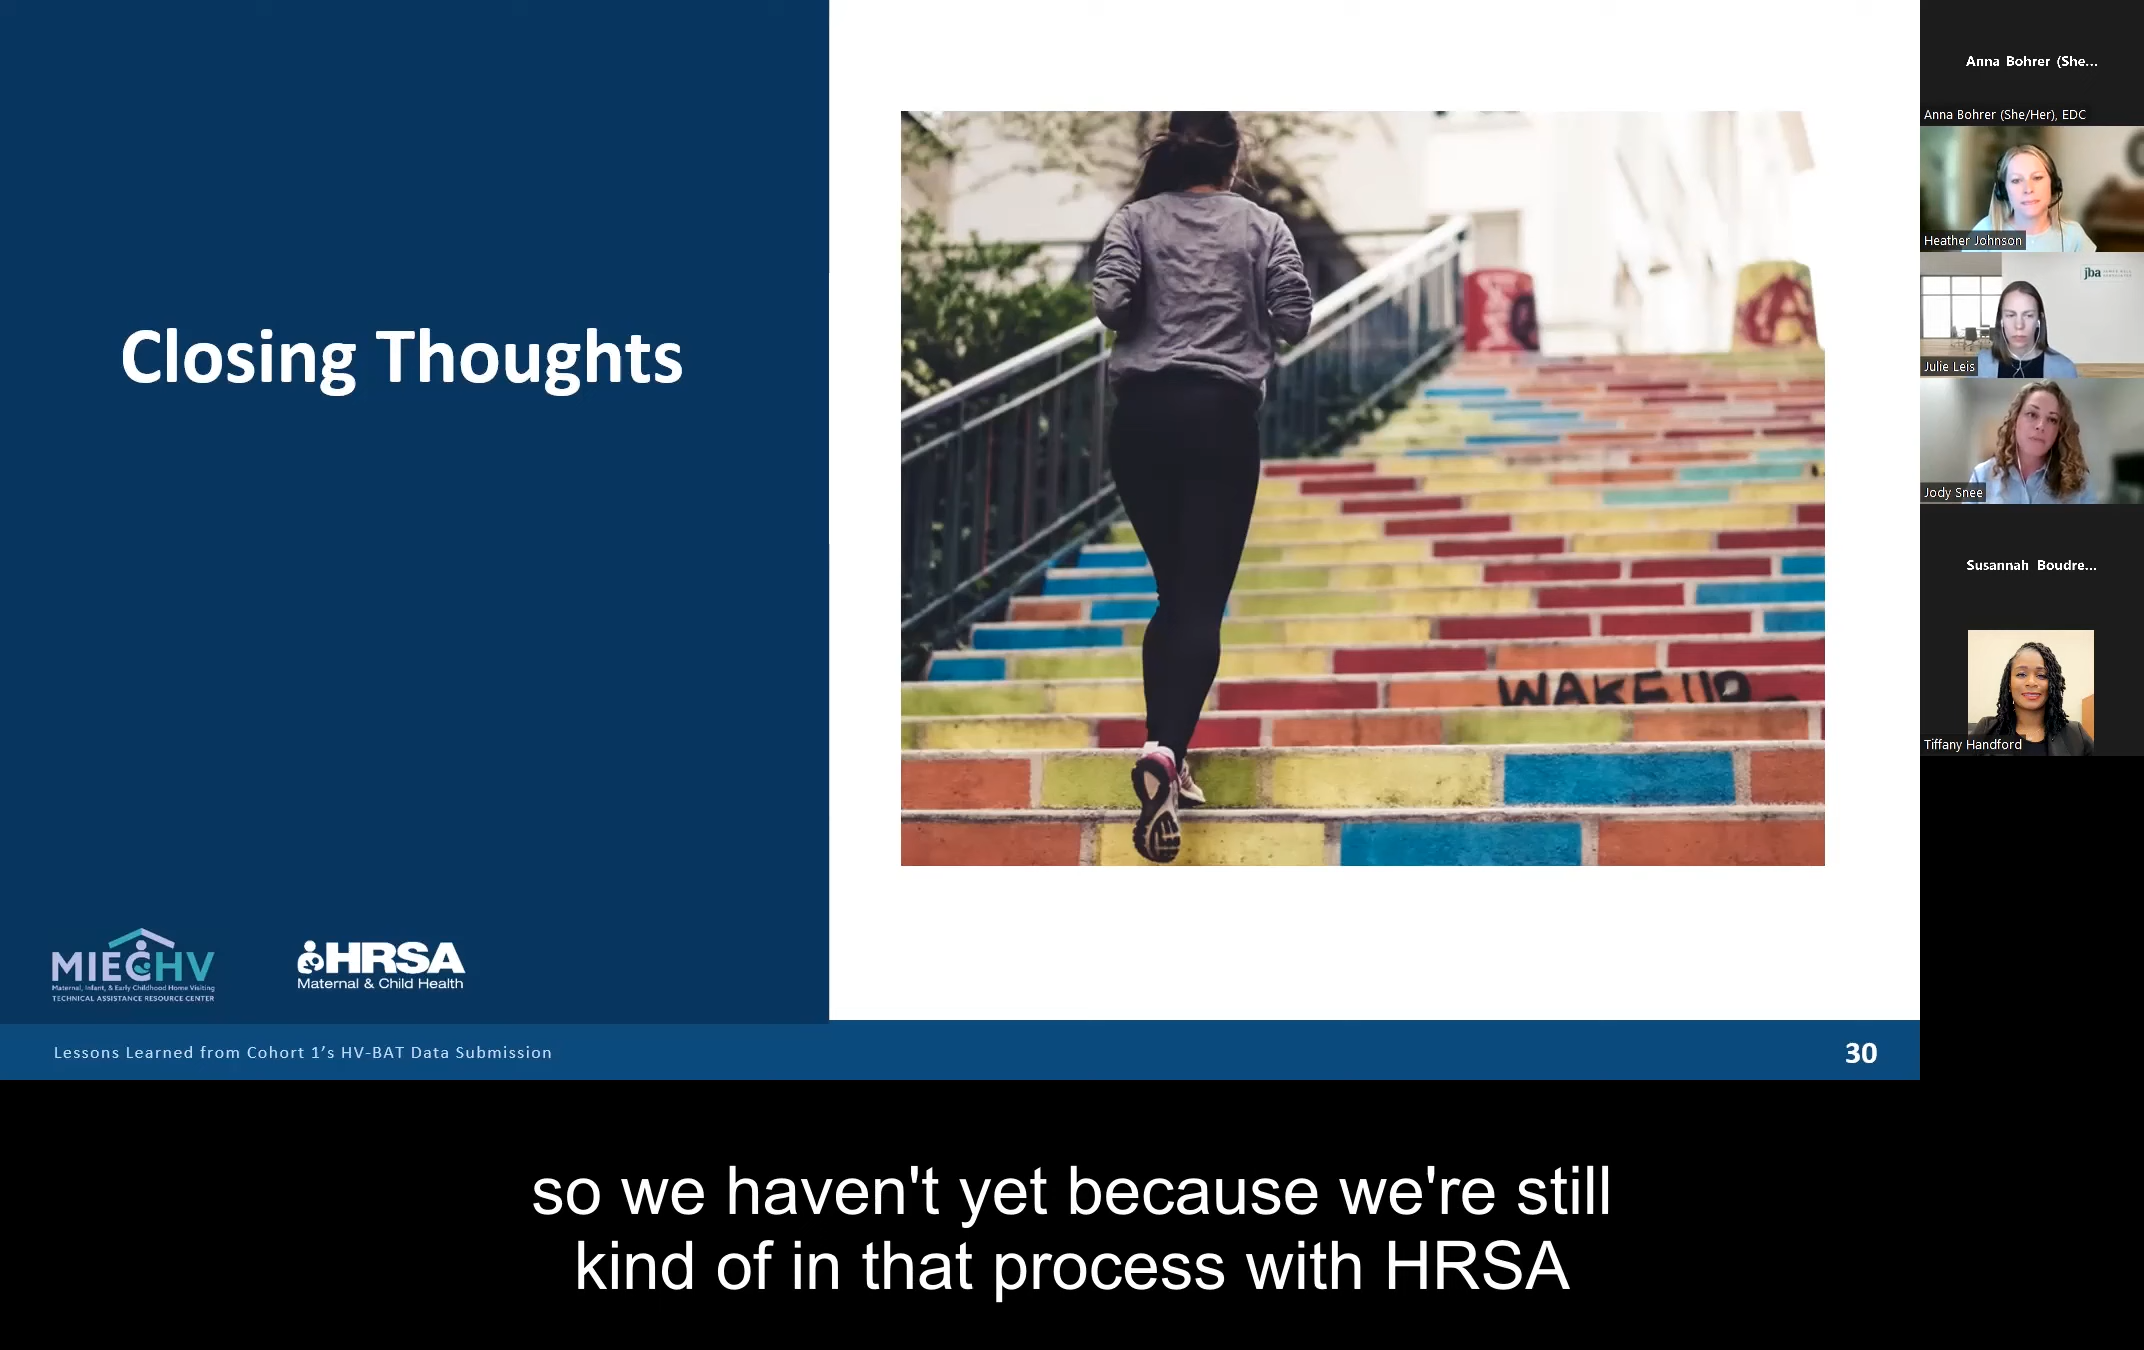 Closing Thoughts
WAKE UP
MIECHV
Maternal, Infant, & Early Childhood Home Visiting
TECHNICAL ASSISTANCE RESOURCE CENTER
HRSA
Maternal & Child Health
Lessons Learned from Cohort 1's HV-BAT Data Submission
30
Anna Bohrer (She...
Anna Bohrer (She/Her), EDC
Heather Johnson
jba
Julie Leis
Jody Snee
Susannah Boudre...
Tiffany Handford
so we haven't yet because we're still
kind of in that process with HRSA